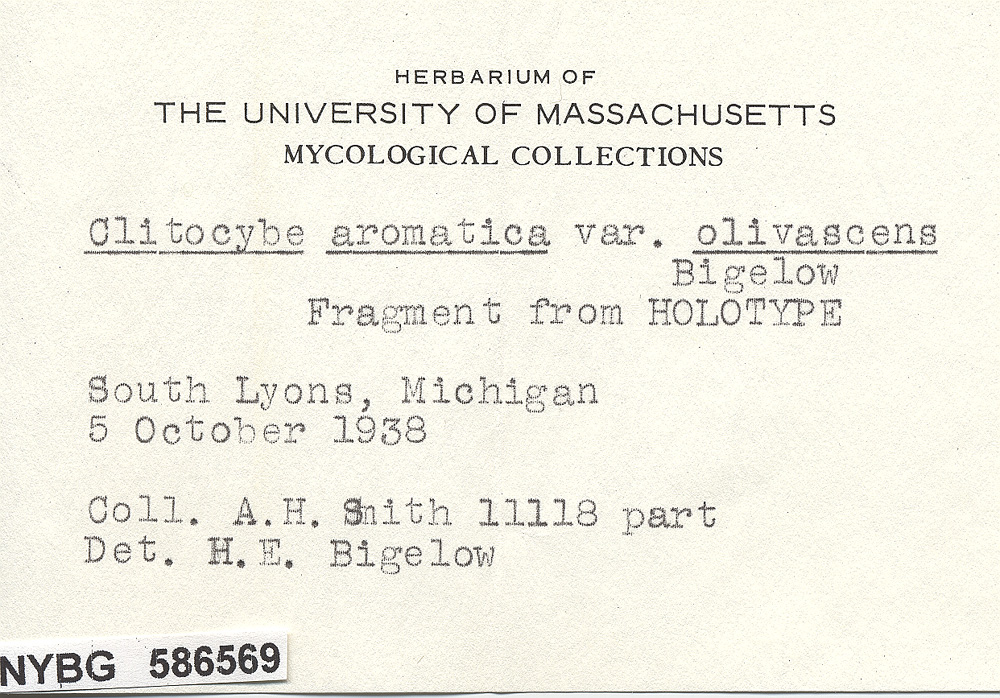 HERBARIUM OF
THE UNIVERSITY OF MASSACHUSETTS
MYCOLOGICAL COLLECTIONS
Clitocybe aromatica var. olivascens
Bigelow
Fragment from HOLOTYPE
South Lyons, Michigan
5 October 1938
Coll. A.H. Smith 11118 part
Det. H.E. Bigelow
NYBG 586569